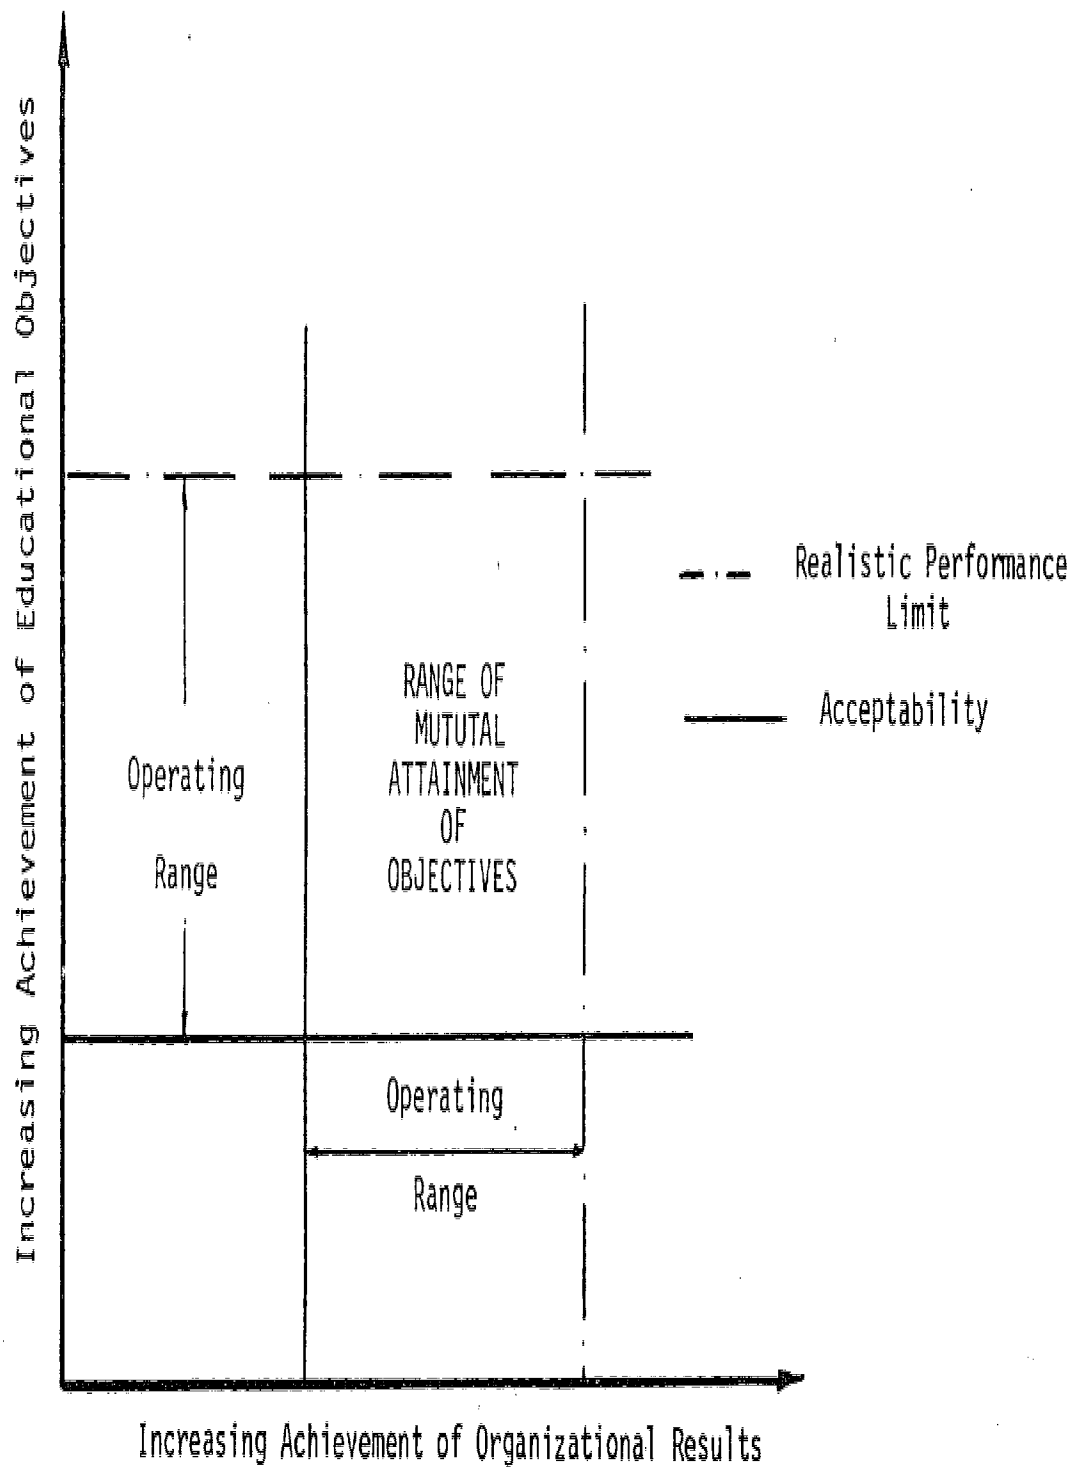 Increasing Achievement of Educational Objectives
Realistic Performance
Limit
Acceptability
RANGE OF
MUTUTAL
ATTAINMENT
OF
OBJECTIVES
Operating
Range
Operating
Range
Increasing Achievement of Organizational Results